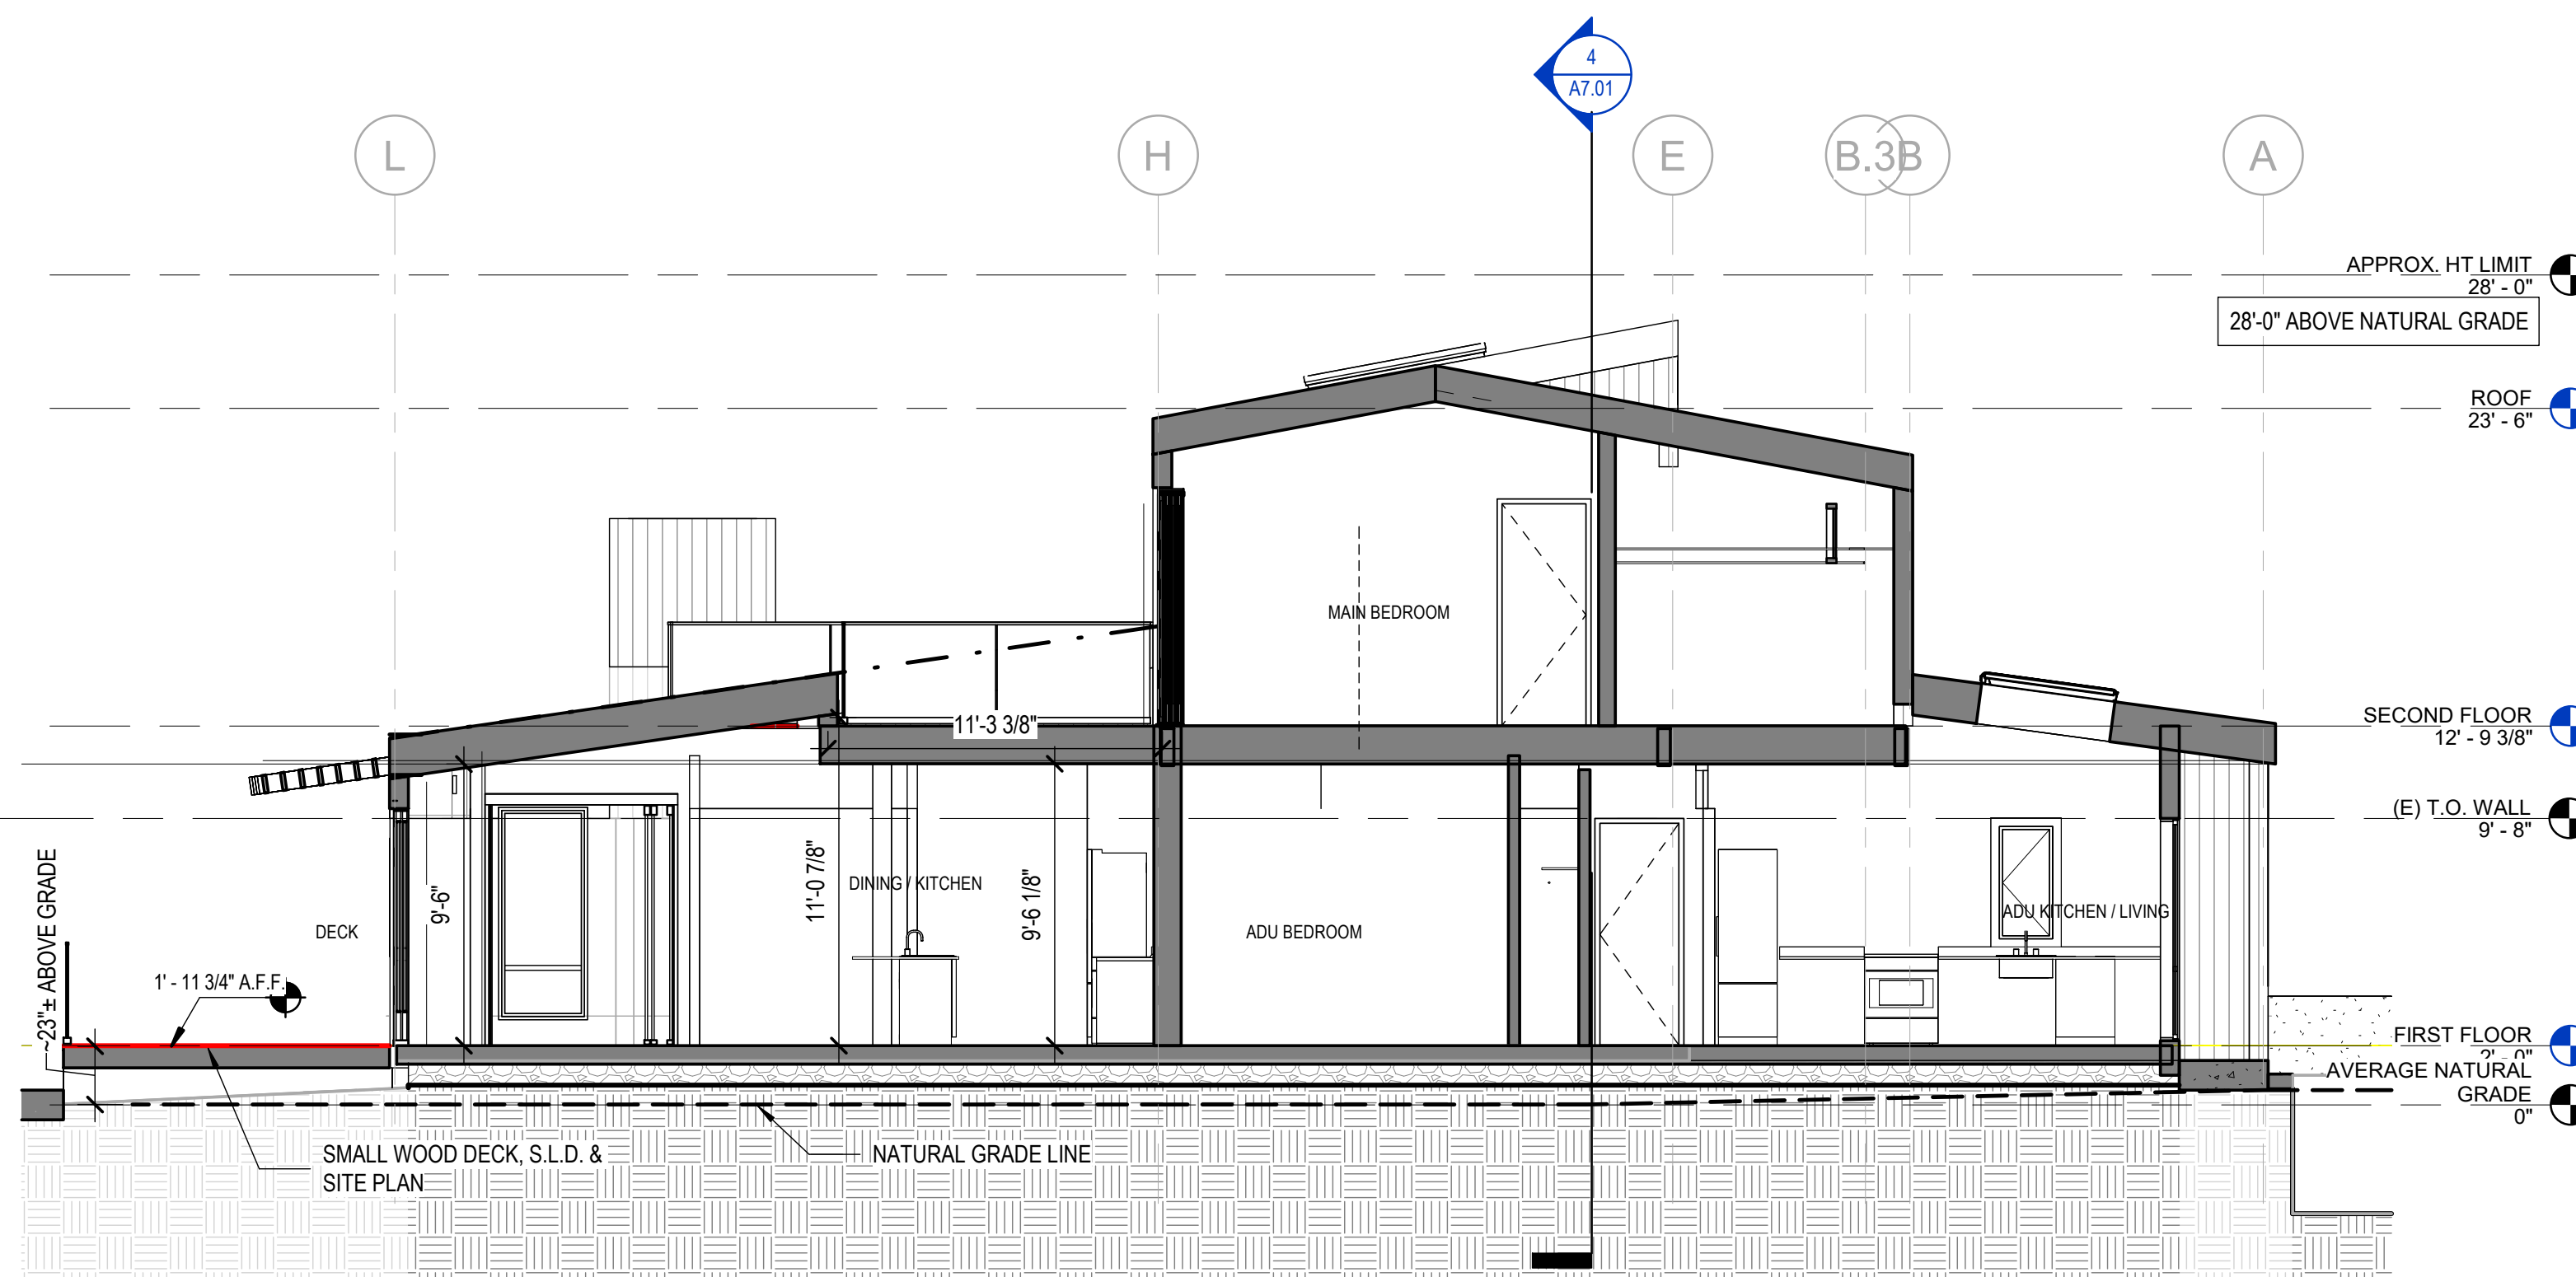 4
A7.01
L
H
E
B.3
B
A
APPROX. HT LIMIT
28' - 0"
28'-0" ABOVE NATURAL GRADE
ROOF
23' - 6"
MAIN BEDROOM
11'-3 3/8"
SECOND FLOOR
12' - 9 3/8"
(E) T.O. WALL
9' - 8"
~23"± ABOVE GRADE
DECK
9'-6"
11'-0 7/8"
DINING / KITCHEN
9'-6 1/8"
ADU BEDROOM
ADU KITCHEN / LIVING
1' - 11 3/4" A.F.F.
FIRST FLOOR
2' - 0"
AVERAGE NATURAL
GRADE
0"
SMALL WOOD DECK, S.L.D. &
SITE PLAN
NATURAL GRADE LINE